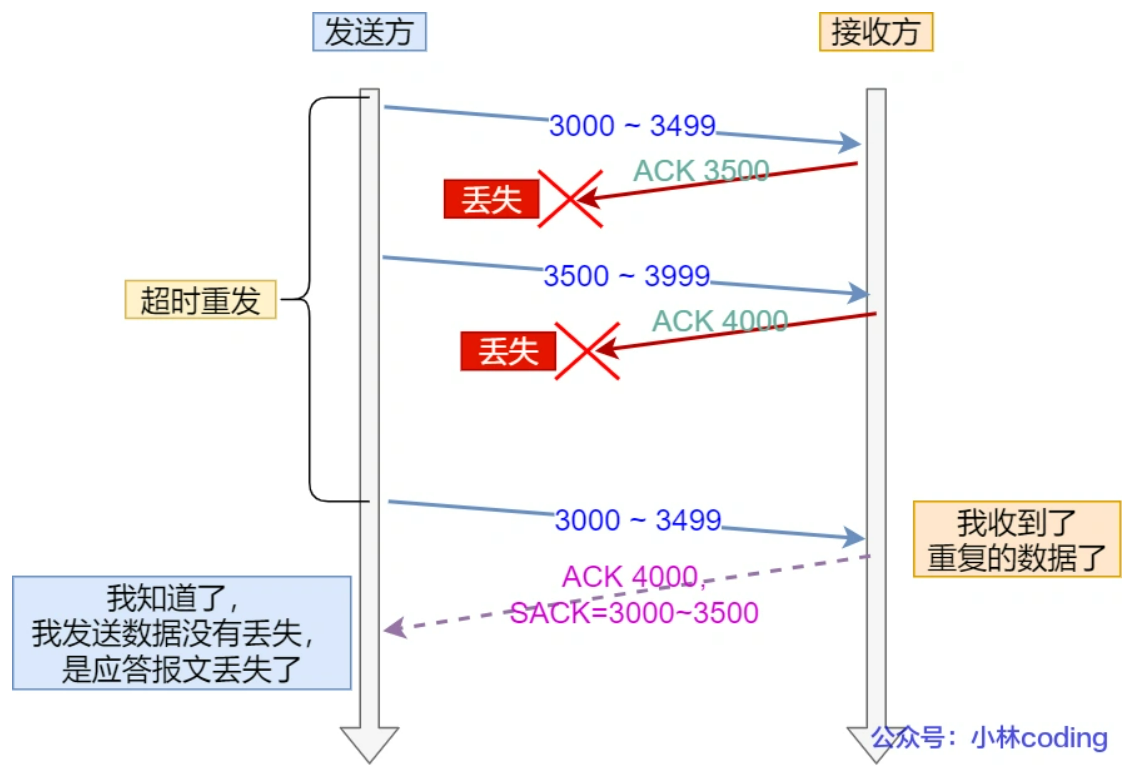 发送方
接收方
3000 ~ 3499
ACK 3500
丢失
3500 ~ 3999
超时重发
ACK 4000
丢失
3000 ~ 3499
我收到了
重复的数据了
ACK 4000,
SACK=3000~3500
我知道了，
我发送数据没有丢失，
是应答报文丢失了
公众号：小林coding